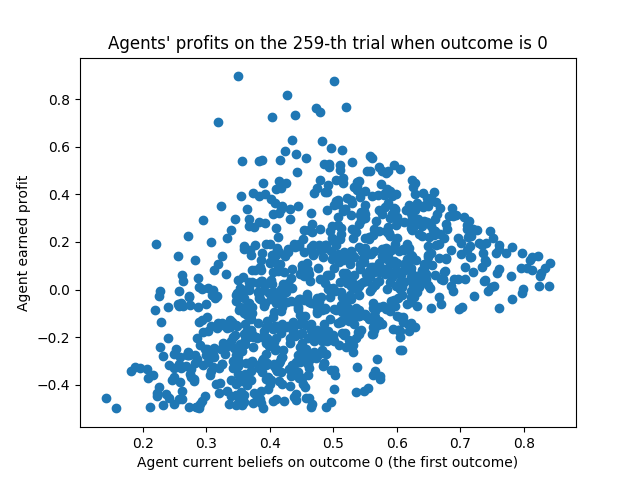 Agents' profits on the 259-th trial when outcome is 0
Agent earned profit
0.8
0.6
0.4
0.2
0.0
−0.2
−0.4
0.2 0.3 0.4 0.5 0.6 0.7 0.8
Agent current beliefs on outcome 0 (the first outcome)